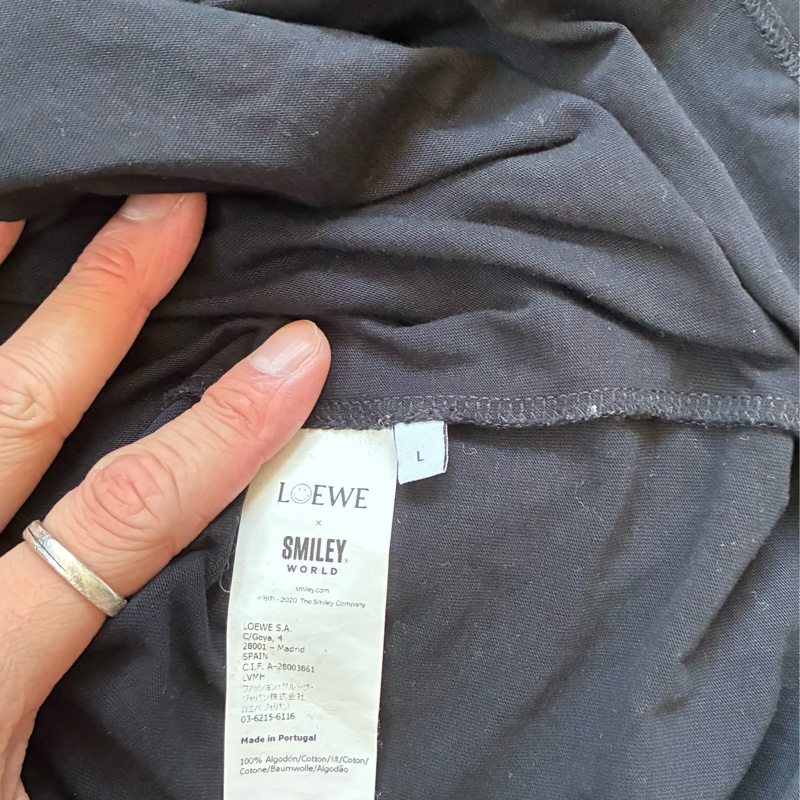 L
LOEWE
×
SMILEY®
WORLD
smiley.com
©1971 - 2020 The Smiley Company
LOEWE S.A.
C/Goya, 4
28001 – Madrid
SPAIN
C.I.F. A-28003861
LVMH
ファッション・グループ・
ジャパン株式会社
ロエベ ジャパン
03-6215-6116
Made in Portugal
100% Algodón/Cotton/棉/Coton/
Cotone/Baumwolle/Algodão